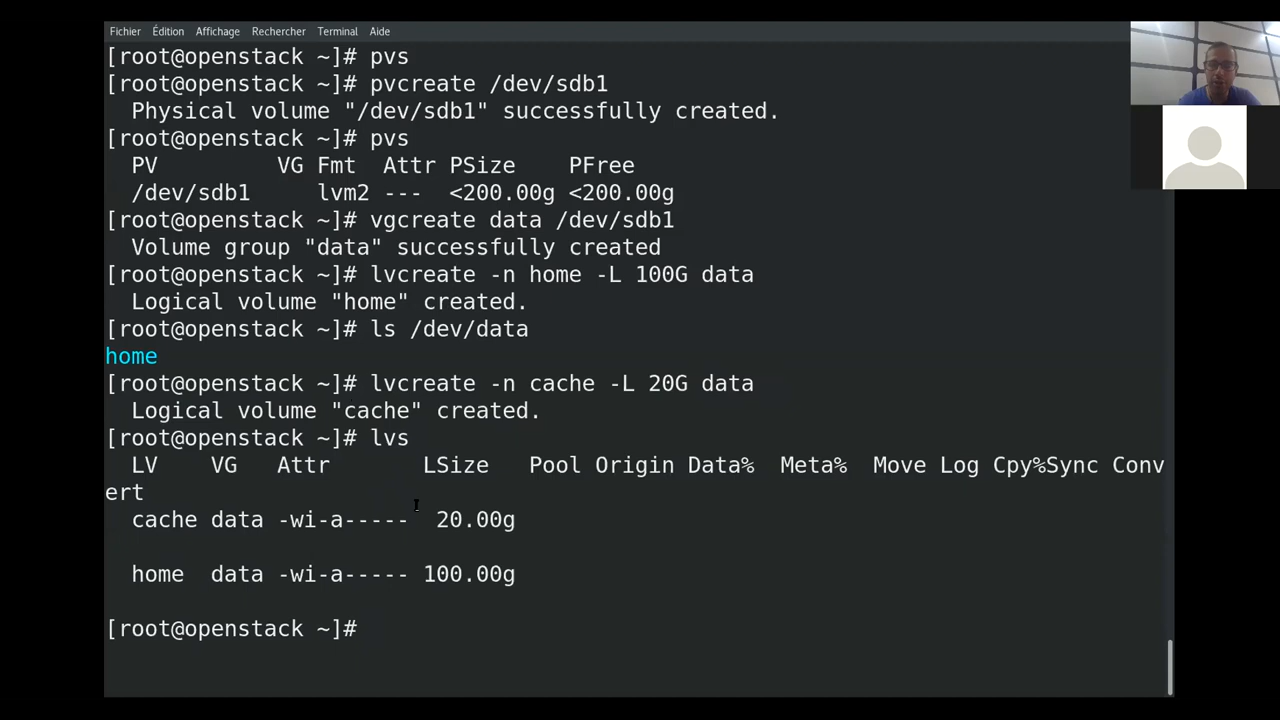 Fichier Édition Affichage Rechercher Terminal Aide
[root@openstack ~]# pvs
[root@openstack ~]# pvcreate /dev/sdb1
  Physical volume "/dev/sdb1" successfully created.
[root@openstack ~]# pvs
  PV         VG Fmt  Attr PSize    PFree
  /dev/sdb1     lvm2 ---  <200.00g <200.00g
[root@openstack ~]# vgcreate data /dev/sdb1
  Volume group "data" successfully created
[root@openstack ~]# lvcreate -n home -L 100G data
  Logical volume "home" created.
[root@openstack ~]# ls /dev/data
home
[root@openstack ~]# lvcreate -n cache -L 20G data
  Logical volume "cache" created.
[root@openstack ~]# lvs
  LV    VG   Attr       LSize   Pool Origin Data%  Meta%  Move Log Cpy%Sync Conv
ert
  cache data -wi-a-----  20.00g
  home  data -wi-a----- 100.00g
[root@openstack ~]#